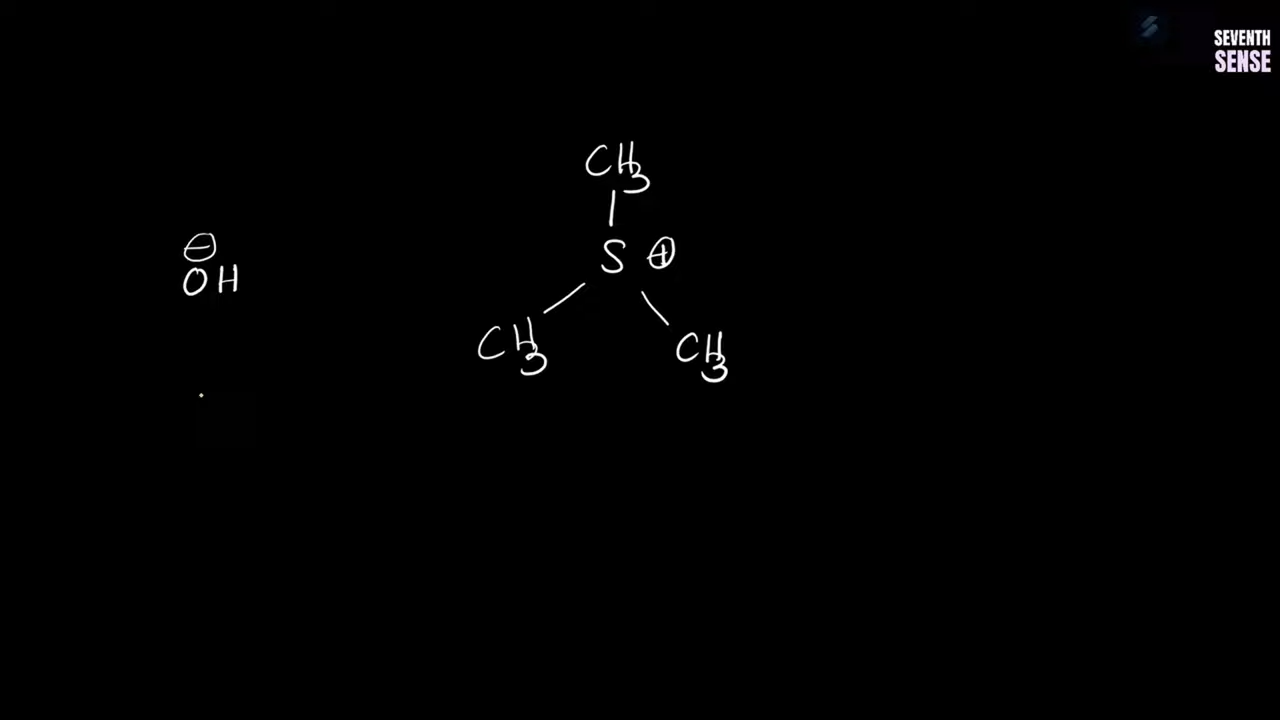 SEVENTH
SENSE
CH3
S ⊕
⊖
OH
CH3 CH3